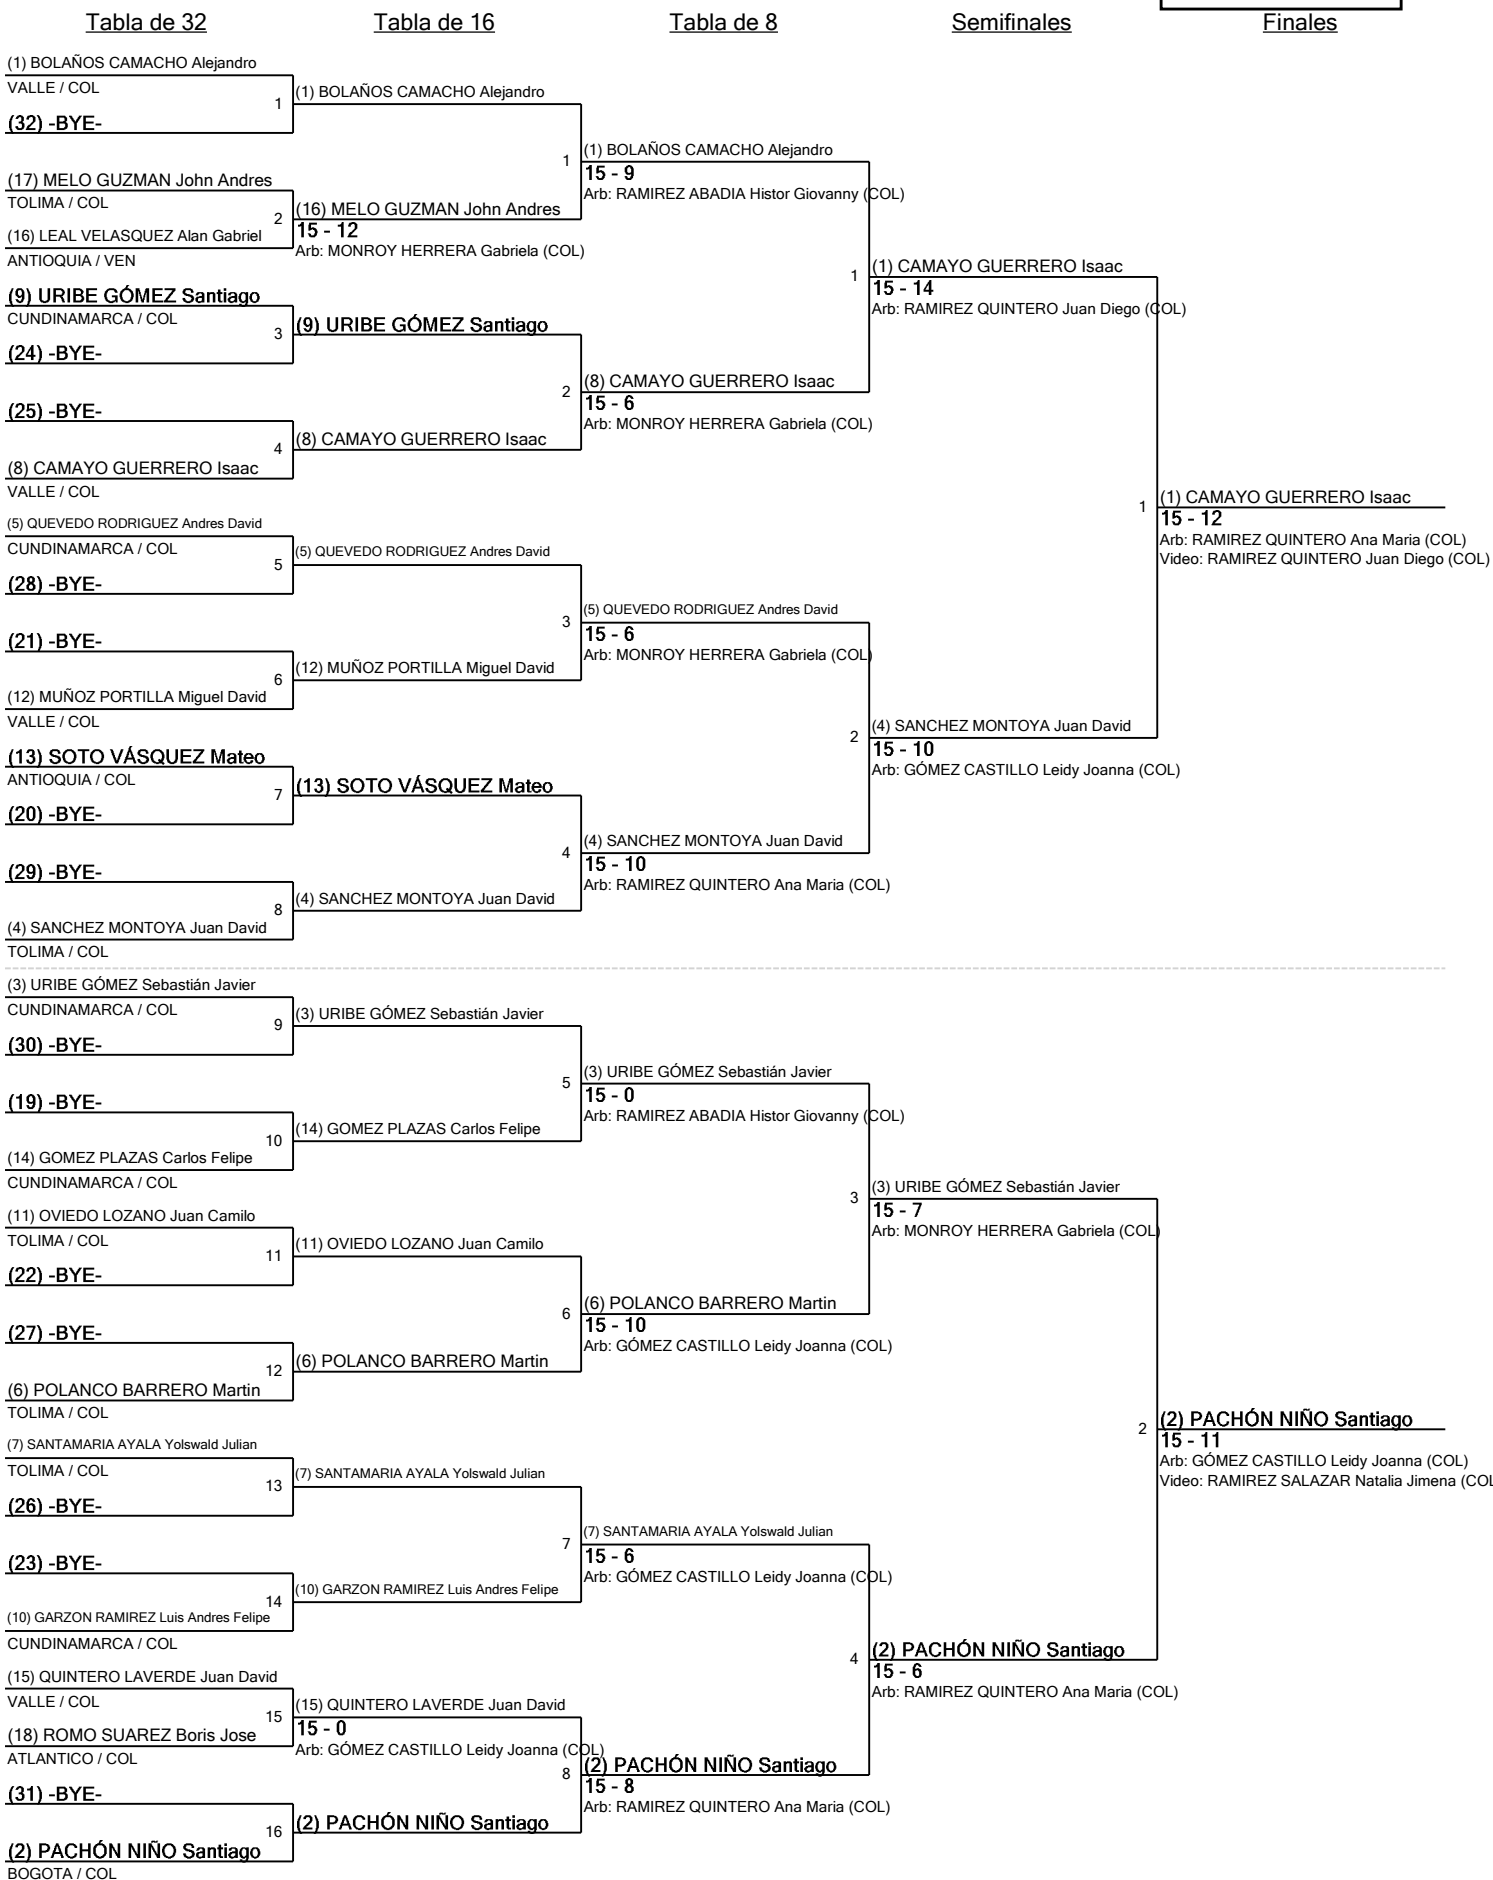 Tabla de 32
Tabla de 16
Tabla de 8
Semifinales
Finales
(1) BOLAÑOS CAMACHO Alejandro
VALLE / COL
1
(32) -BYE-
(17) MELO GUZMAN John Andres
TOLIMA / COL
2
(16) LEAL VELASQUEZ Alan Gabriel
ANTIOQUIA / VEN
(9) URIBE GÓMEZ Santiago
CUNDINAMARCA / COL
3
(24) -BYE-
(25) -BYE-
4
(8) CAMAYO GUERRERO Isaac
VALLE / COL
(5) QUEVEDO RODRIGUEZ Andres David
CUNDINAMARCA / COL
5
(28) -BYE-
(21) -BYE-
6
(12) MUÑOZ PORTILLA Miguel David
VALLE / COL
(13) SOTO VÁSQUEZ Mateo
ANTIOQUIA / COL
7
(20) -BYE-
(29) -BYE-
8
(4) SANCHEZ MONTOYA Juan David
TOLIMA / COL
(3) URIBE GÓMEZ Sebastián Javier
CUNDINAMARCA / COL
9
(30) -BYE-
(19) -BYE-
10
(14) GOMEZ PLAZAS Carlos Felipe
CUNDINAMARCA / COL
(11) OVIEDO LOZANO Juan Camilo
TOLIMA / COL
11
(22) -BYE-
(27) -BYE-
12
(6) POLANCO BARRERO Martin
TOLIMA / COL
(7) SANTAMARIA AYALA Yolswald Julian
TOLIMA / COL
13
(26) -BYE-
(23) -BYE-
14
(10) GARZON RAMIREZ Luis Andres Felipe
CUNDINAMARCA / COL
(15) QUINTERO LAVERDE Juan David
VALLE / COL
15
(18) ROMO SUAREZ Boris Jose
ATLANTICO / COL
(31) -BYE-
16
(2) PACHÓN NIÑO Santiago
BOGOTA / COL
(1) BOLAÑOS CAMACHO Alejandro
1
(16) MELO GUZMAN John Andres
15 - 12
Arb: MONROY HERRERA Gabriela (COL)
(9) URIBE GÓMEZ Santiago
2
(8) CAMAYO GUERRERO Isaac
(5) QUEVEDO RODRIGUEZ Andres David
3
(12) MUÑOZ PORTILLA Miguel David
(13) SOTO VÁSQUEZ Mateo
4
(4) SANCHEZ MONTOYA Juan David
(3) URIBE GÓMEZ Sebastián Javier
5
(14) GOMEZ PLAZAS Carlos Felipe
(11) OVIEDO LOZANO Juan Camilo
6
(6) POLANCO BARRERO Martin
(7) SANTAMARIA AYALA Yolswald Julian
7
(10) GARZON RAMIREZ Luis Andres Felipe
(15) QUINTERO LAVERDE Juan David
15 - 0
Arb: GÓMEZ CASTILLO Leidy Joanna (COL)
8
(2) PACHÓN NIÑO Santiago
(1) BOLAÑOS CAMACHO Alejandro
15 - 9
Arb: RAMIREZ ABADIA Histor Giovanny (COL)
1
(8) CAMAYO GUERRERO Isaac
15 - 6
Arb: MONROY HERRERA Gabriela (COL)
(5) QUEVEDO RODRIGUEZ Andres David
15 - 6
Arb: MONROY HERRERA Gabriela (COL)
2
(4) SANCHEZ MONTOYA Juan David
15 - 10
Arb: RAMIREZ QUINTERO Ana Maria (COL)
(3) URIBE GÓMEZ Sebastián Javier
15 - 0
Arb: RAMIREZ ABADIA Histor Giovanny (COL)
3
(6) POLANCO BARRERO Martin
15 - 10
Arb: GÓMEZ CASTILLO Leidy Joanna (COL)
(7) SANTAMARIA AYALA Yolswald Julian
15 - 6
Arb: GÓMEZ CASTILLO Leidy Joanna (COL)
4
(2) PACHÓN NIÑO Santiago
15 - 8
Arb: RAMIREZ QUINTERO Ana Maria (COL)
(1) CAMAYO GUERRERO Isaac
15 - 14
Arb: RAMIREZ QUINTERO Juan Diego (COL)
1
(4) SANCHEZ MONTOYA Juan David
15 - 10
Arb: GÓMEZ CASTILLO Leidy Joanna (COL)
(3) URIBE GÓMEZ Sebastián Javier
15 - 7
Arb: MONROY HERRERA Gabriela (COL)
2
(2) PACHÓN NIÑO Santiago
15 - 6
Arb: RAMIREZ QUINTERO Ana Maria (COL)
(1) CAMAYO GUERRERO Isaac
15 - 12
Arb: RAMIREZ QUINTERO Ana Maria (COL)
Video: RAMIREZ QUINTERO Juan Diego (COL)
(2) PACHÓN NIÑO Santiago
15 - 11
Arb: GÓMEZ CASTILLO Leidy Joanna (COL)
Video: RAMIREZ SALAZAR Natalia Jimena (COL